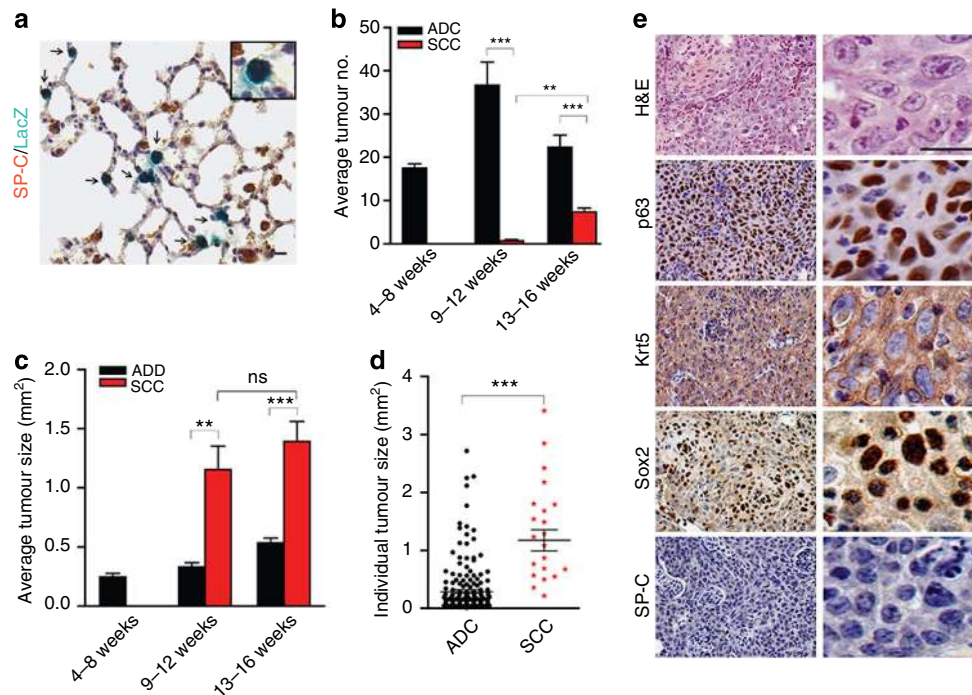 a
SP-C/LacZ
b
ADC
SCC
Average tumour no.
50
40
30
20
10
0
***
**
***
4–8 weeks
9–12 weeks
13–16 weeks
c
ADD
SCC
Average tumour size (mm²)
2.0
1.5
1.0
0.5
0.0
**
ns
***
4–8 weeks
9–12 weeks
13–16 weeks
d
Individual tumour size (mm²)
4
3
2
1
0
***
ADC
SCC
e
H&E
p63
Krt5
Sox2
SP-C